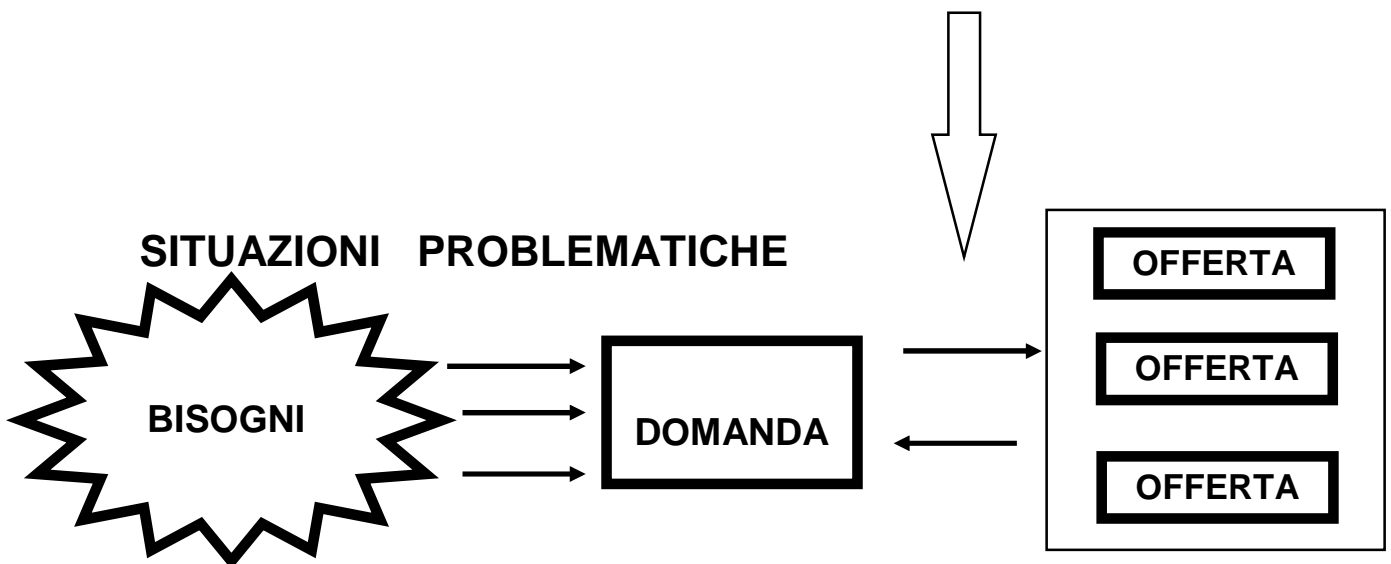 SITUAZIONI PROBLEMATICHE
BISOGNI
DOMANDA
OFFERTA
OFFERTA
OFFERTA